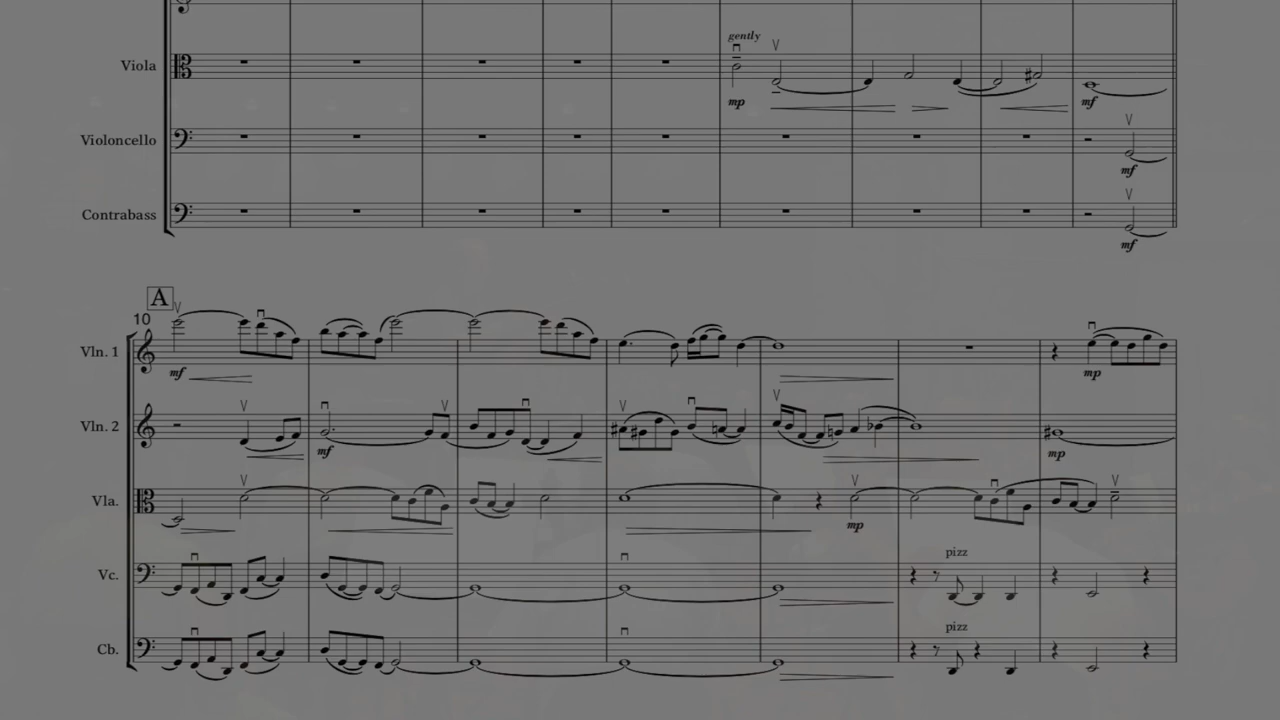 gently
Viola
mp
mf
Violoncello
mf
Contrabass
mf
A
10
Vln. 1
mf
mp
Vln. 2
mf
mp
Vla.
mp
pizz
Vc.
pizz
Cb.